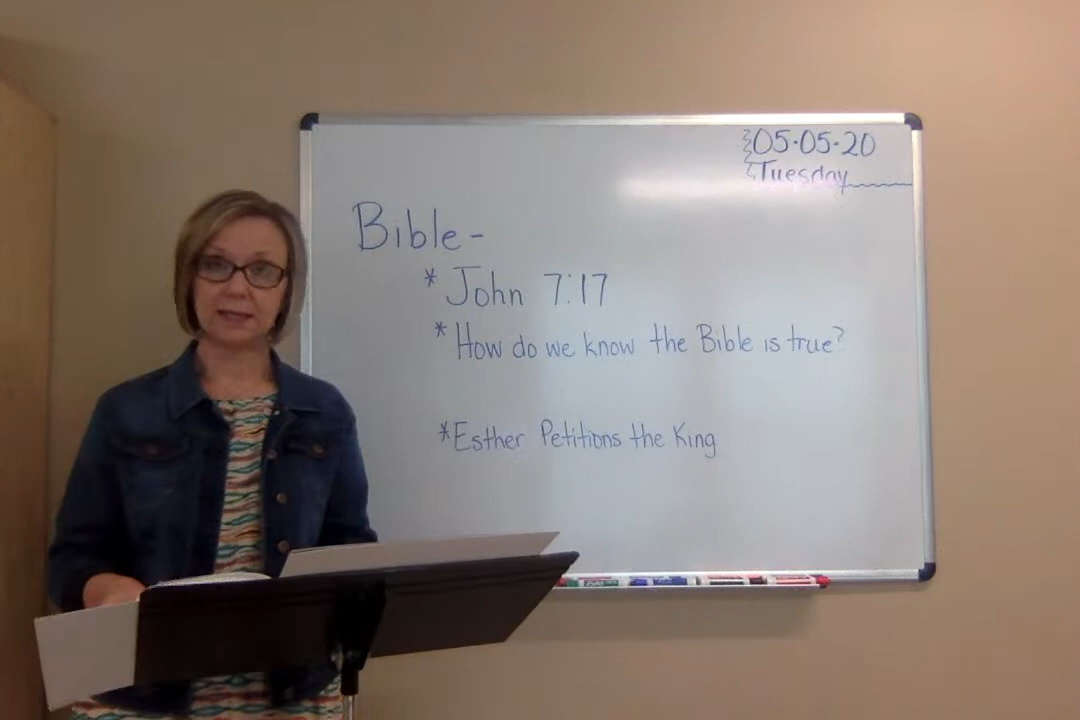 05-05-20
Tuesday
Bible-
* John 7:17
* How do we know the Bible is true?
* Esther Petitions the King